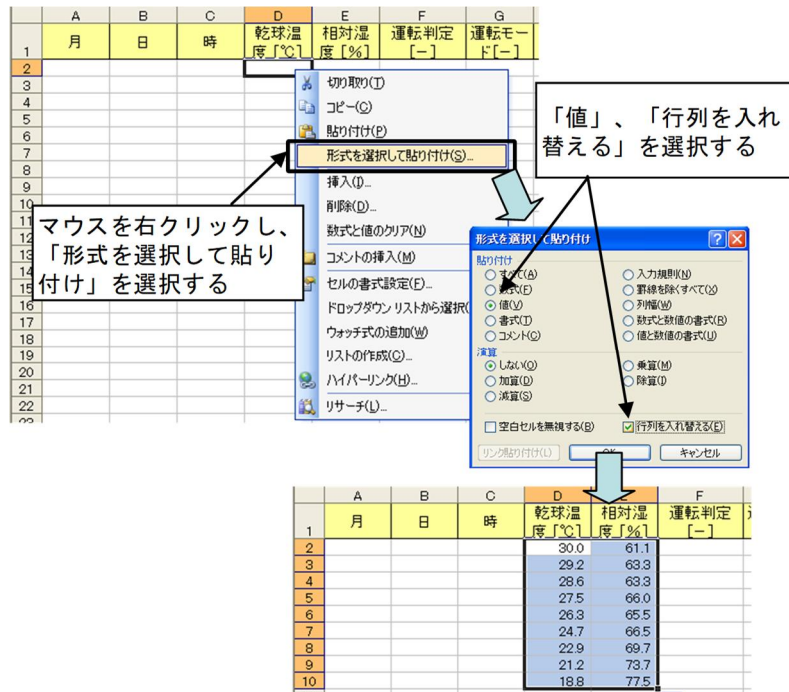 A B C D E F G
1 月 日 時 乾球温度 [℃] 相対湿度 [%] 運転判定 [－] 運転モード[－]
2
3
4
5
6
7
8
9
10
11
12
13
14
15
16
17
18
19
20
21
22
切り取り(T)
コピー(C)
貼り付け(P)
形式を選択して貼り付け(S)...
挿入(I)...
削除(D)...
数式と値のクリア(N)
コメントの挿入(M)
セルの書式設定(F)...
ドロップダウン リストから選択(
ウォッチ式の追加(W)
リストの作成(C)...
ハイパーリンク(H)...
リサーチ(L)...
マウスを右クリックし、
「形式を選択して貼り
付け」を選択する
「値」、「行列を入れ
替える」を選択する
形式を選択して貼り付け
貼り付け
すべて(A) 入力規則(N)
数式(F) 罫線を除くすべて(X)
値(V) 列幅(W)
書式(T) 数式と数値の書式(R)
コメント(C) 値と数値の書式(U)
演算
しない(O) 乗算(M)
加算(D) 除算(I)
減算(S)
空白セルを無視する(B) 行列を入れ替える(E)
リンク貼り付け(L) OK キャンセル
A B C D E F
1 月 日 時 乾球温度 [℃] 相対湿度 [%] 運転判定 [－]
2 30.0 61.1
3 29.2 63.3
4 28.6 63.3
5 27.5 66.0
6 26.3 65.5
7 24.7 66.5
8 22.9 69.7
9 21.2 73.7
10 18.8 77.5